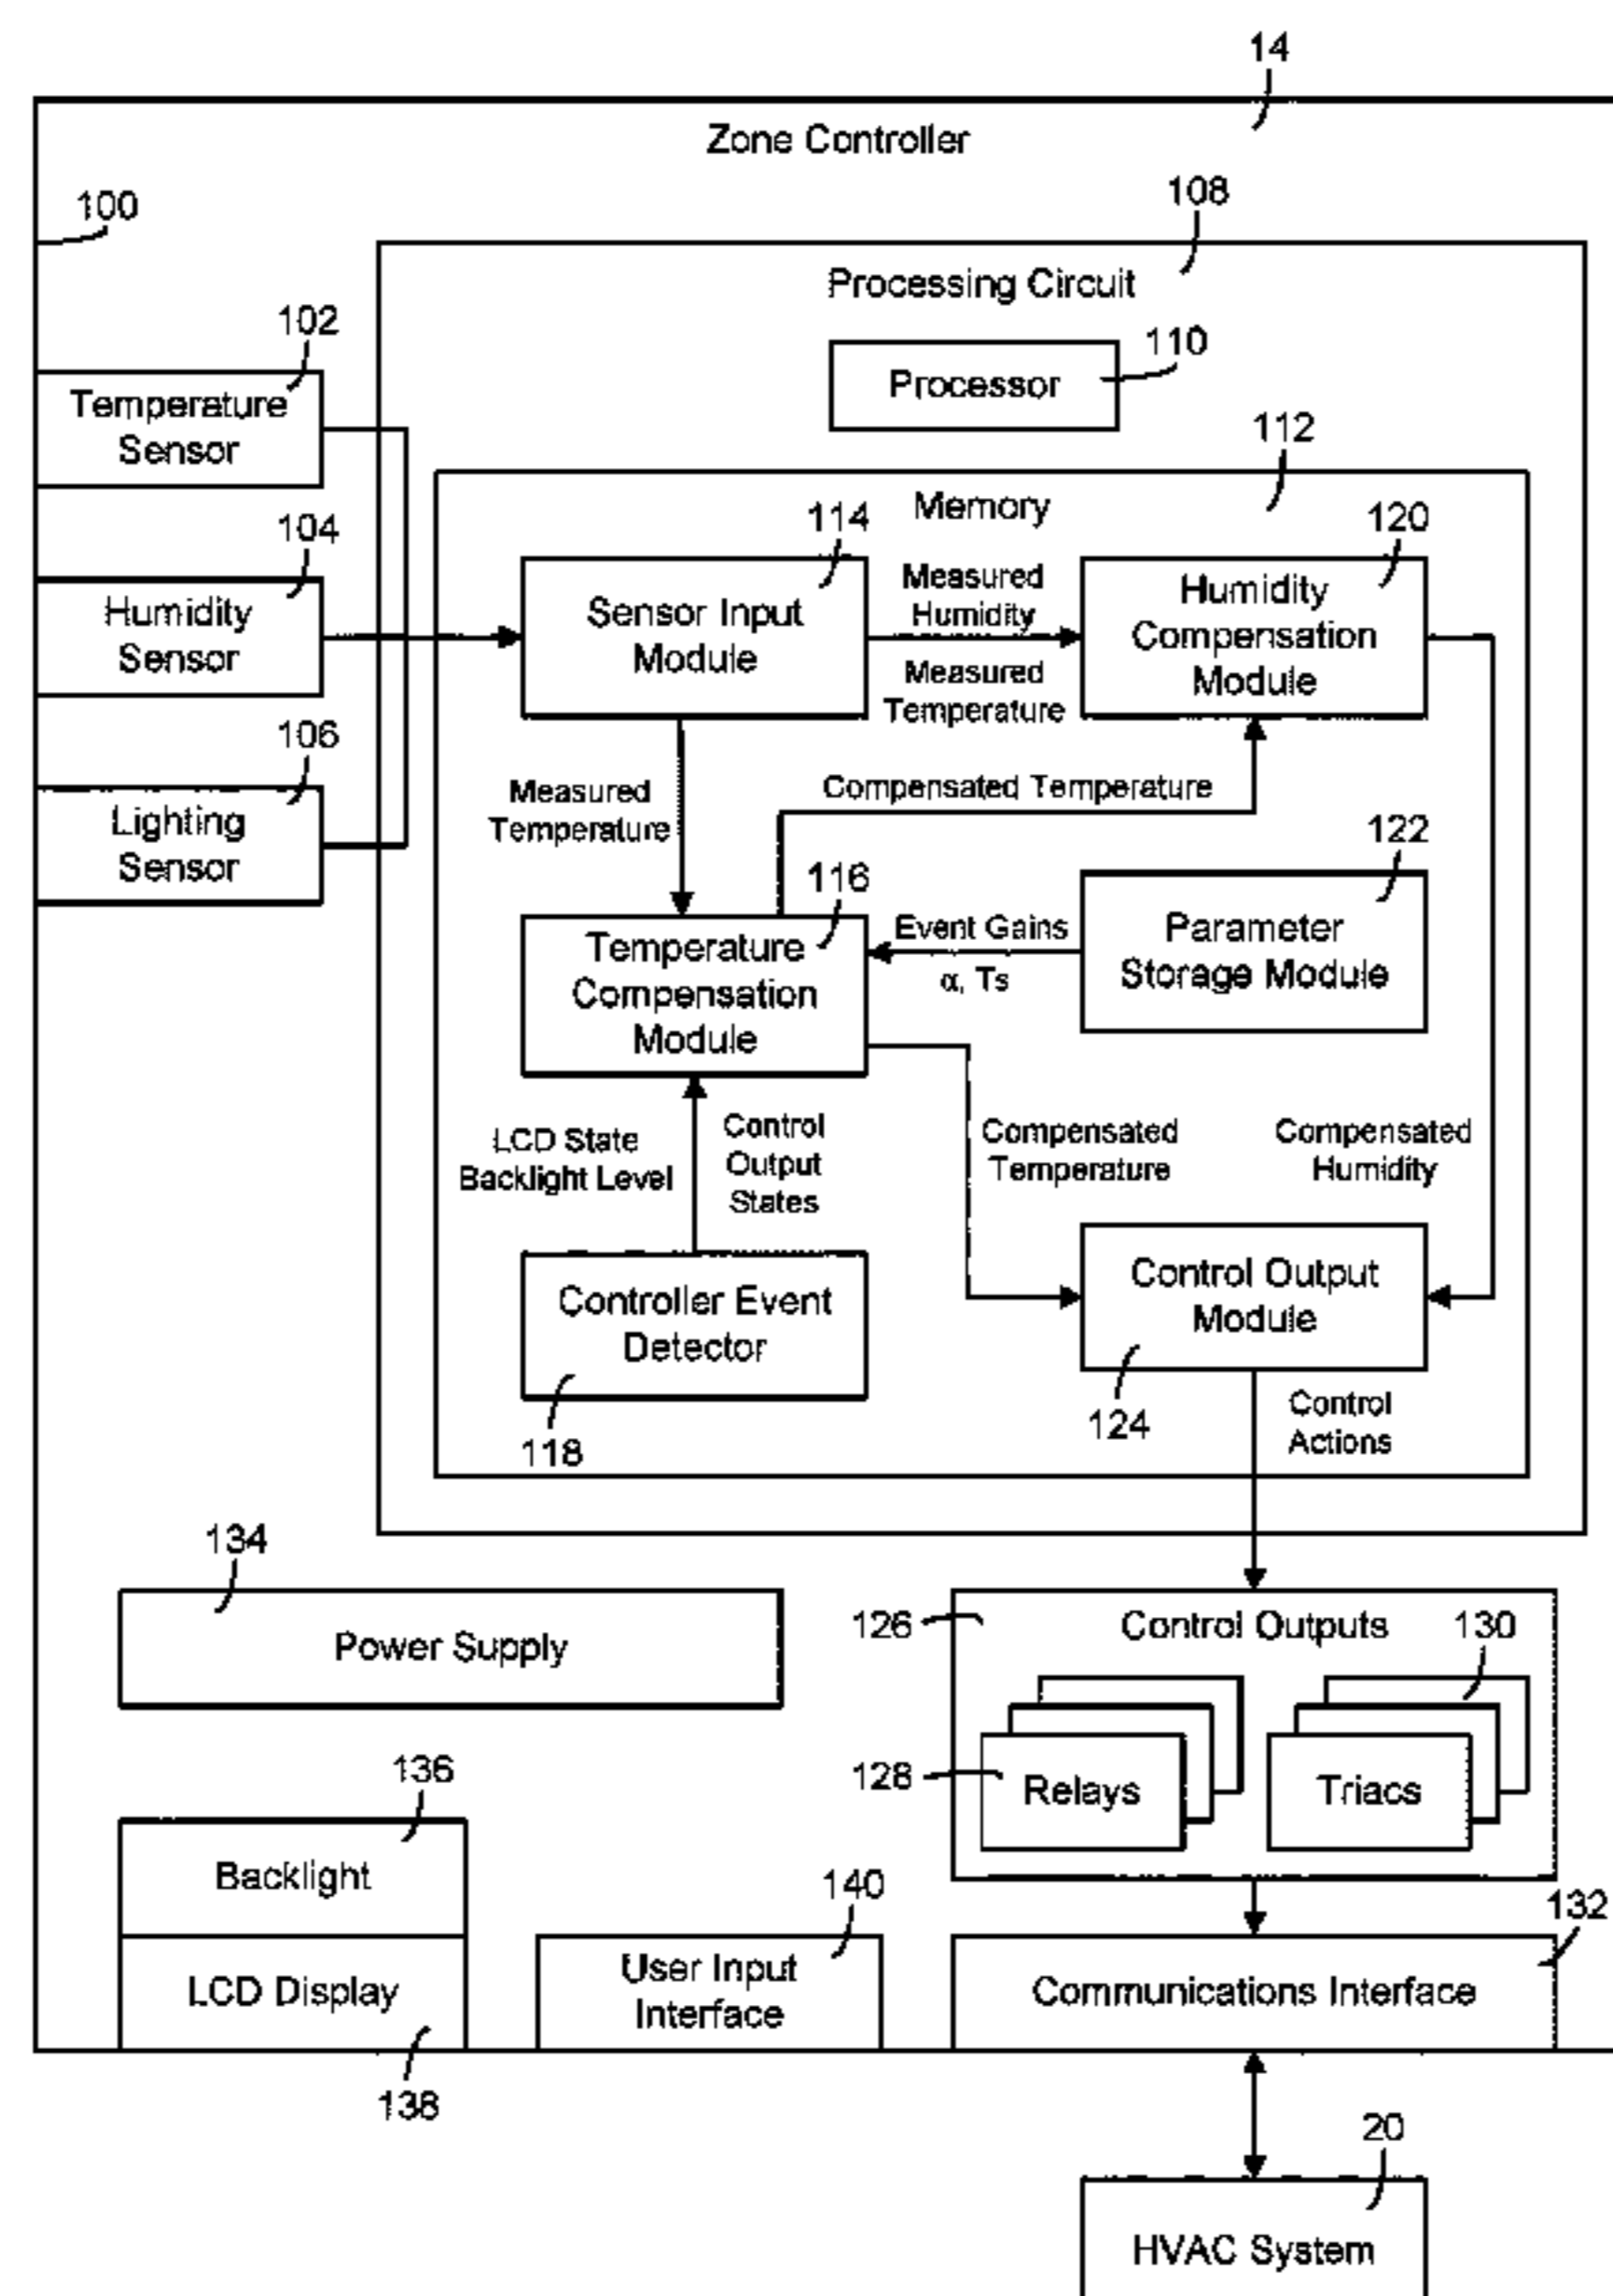 14
Zone Controller
100
108
Processing Circuit
102
110
Temperature
Sensor
Processor
112
Memory
104
114
120
Humidity
Sensor
Sensor Input
Module
Measured
Humidity
Measured
Temperature
Humidity
Compensation
Module
106
Lighting
Sensor
Measured
Temperature
Compensated Temperature
122
116
Temperature
Compensation
Module
Event Gains
α, Ts
Parameter
Storage Module
LCD State
Backlight Level
Control
Output
States
Compensated
Temperature
Compensated
Humidity
Controller Event
Detector
118
Control Output
Module
124
Control
Actions
134
Power Supply
126
Control Outputs
130
128
Relays
Triacs
136
Backlight
LCD Display
138
140
User Input
Interface
132
Communications Interface
20
HVAC System